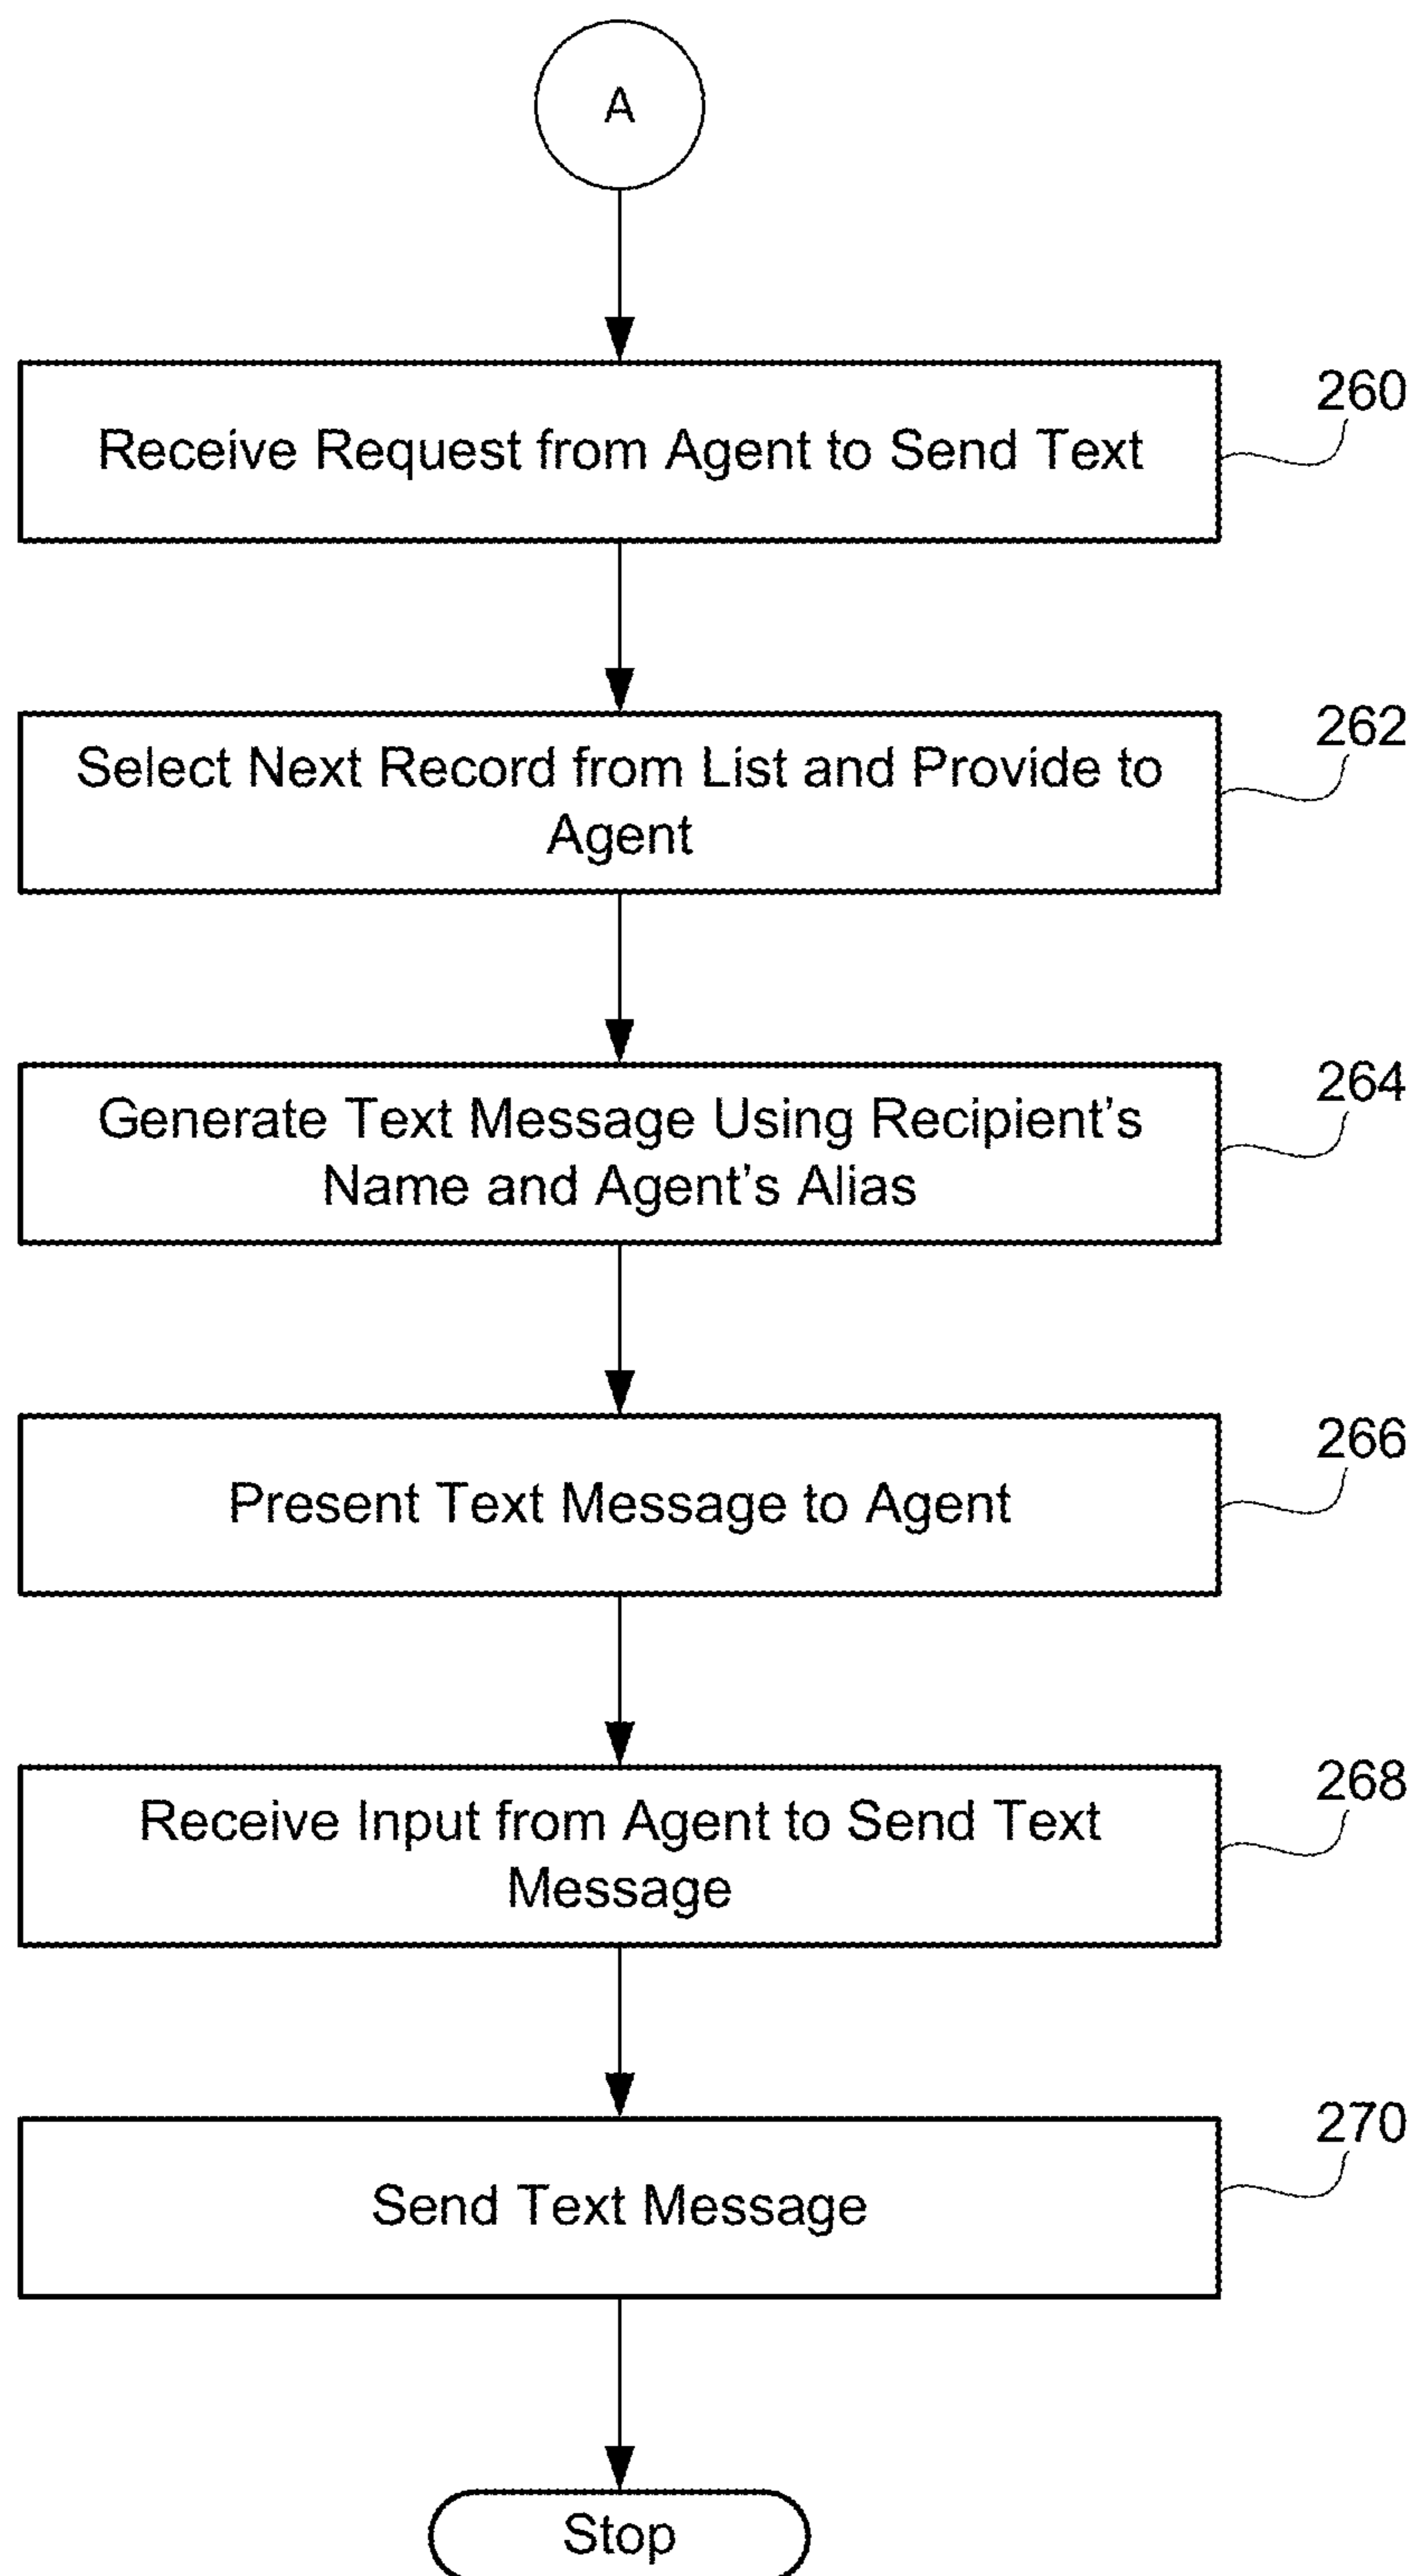 A
Receive Request from Agent to Send Text
260
Select Next Record from List and Provide to
Agent
262
Generate Text Message Using Recipient’s
Name and Agent’s Alias
264
Present Text Message to Agent
266
Receive Input from Agent to Send Text
Message
268
Send Text Message
270
Stop